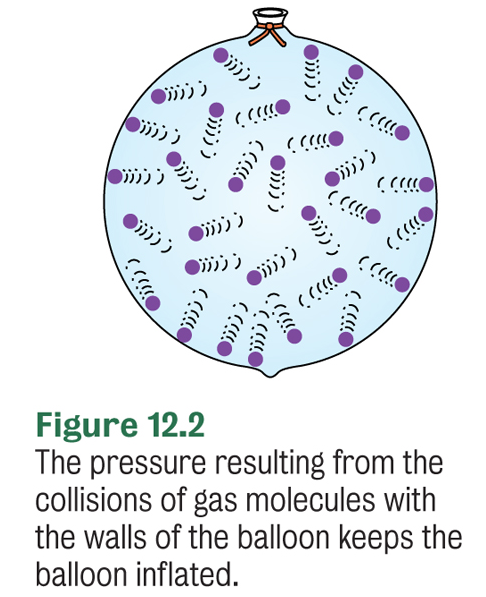 Figure 12.2
The pressure resulting from the
collisions of gas molecules with
the walls of the balloon keeps the
balloon inflated.